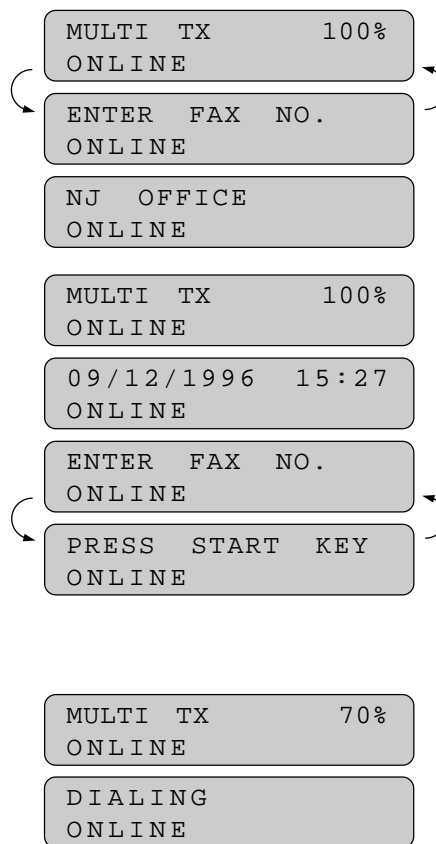 MULTI TX 100%
ONLINE
ENTER FAX NO.
ONLINE
NJ OFFICE
ONLINE
MULTI TX 100%
ONLINE
09/12/1996 15:27
ONLINE
ENTER FAX NO.
ONLINE
PRESS START KEY
ONLINE
MULTI TX 70%
ONLINE
DIALING
ONLINE